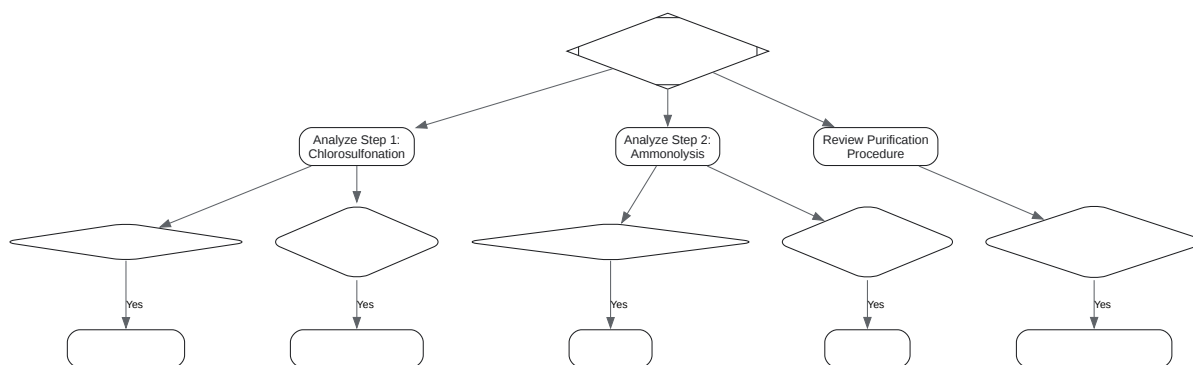 Analyze Step 1:
Chlorosulfonation
Analyze Step 2:
Ammonolysis
Review Purification
Procedure
Yes
Yes
Yes
Yes
Yes